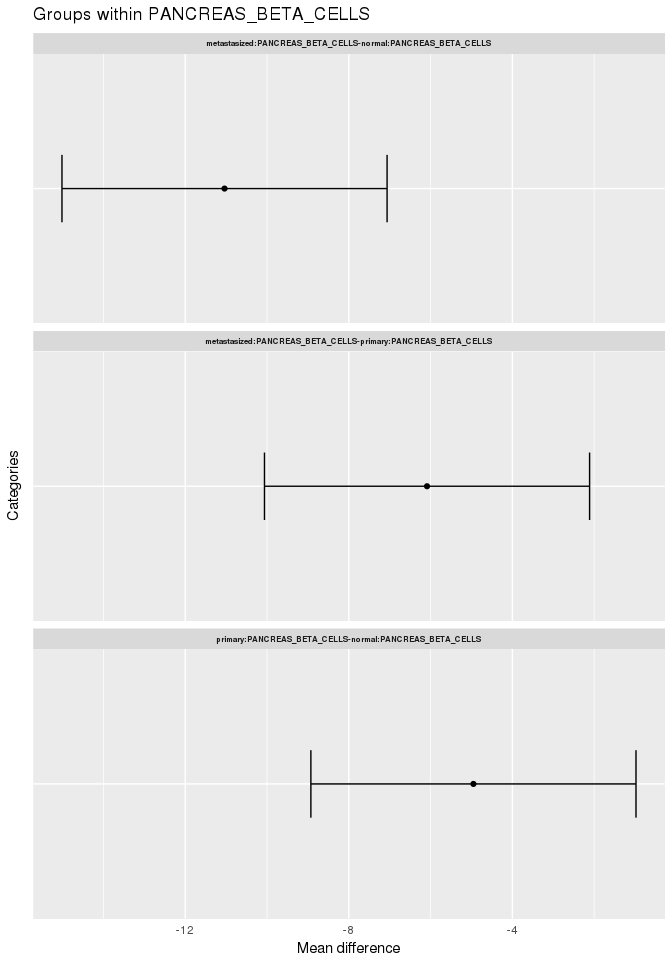 Groups within PANCREAS_BETA_CELLS
metastasized:PANCREAS_BETA_CELLS-normal:PANCREAS_BETA_CELLS
metastasized:PANCREAS_BETA_CELLS-primary:PANCREAS_BETA_CELLS
Categories
primary:PANCREAS_BETA_CELLS-normal:PANCREAS_BETA_CELLS
-12 -8 -4
Mean difference